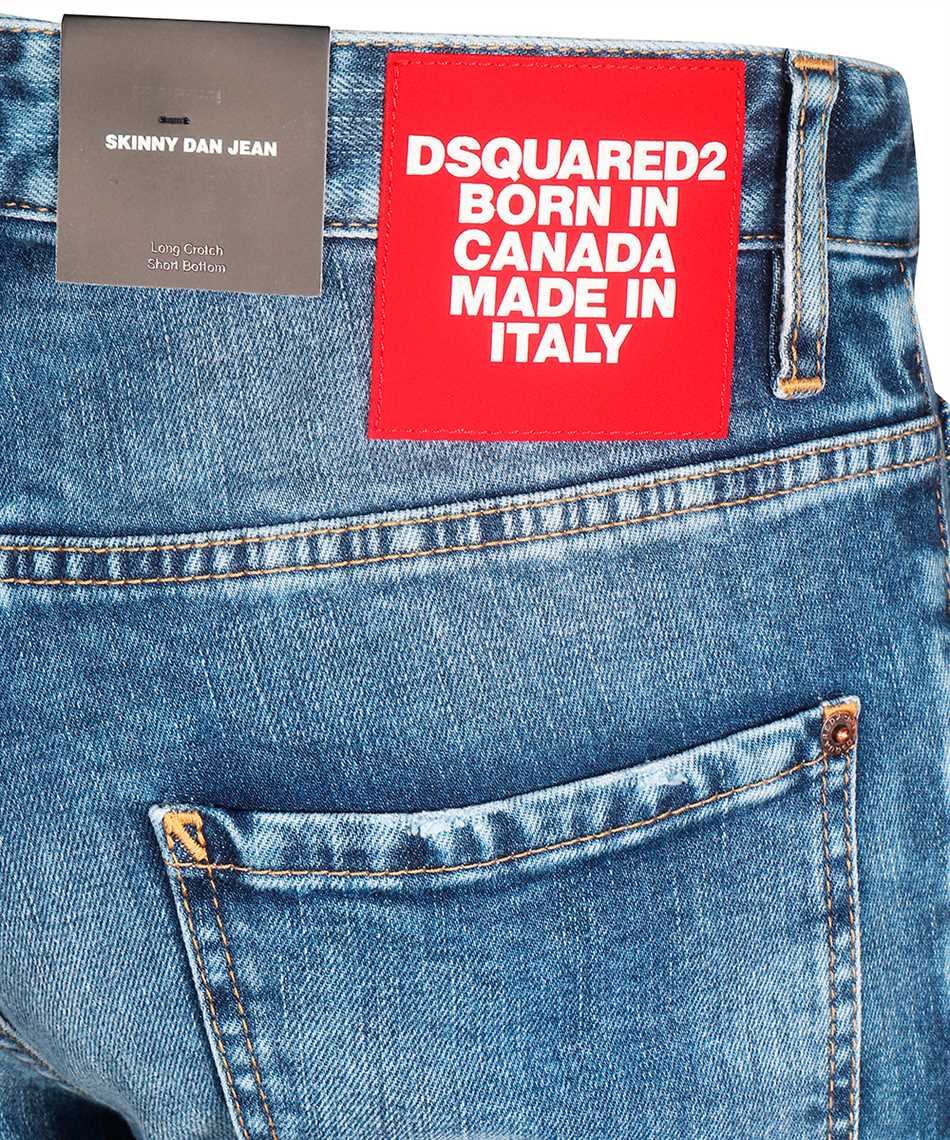 SKINNY DAN JEAN
Long Crotch
Short Bottom
DSQUARED2
BORN IN
CANADA
MADE IN
ITALY